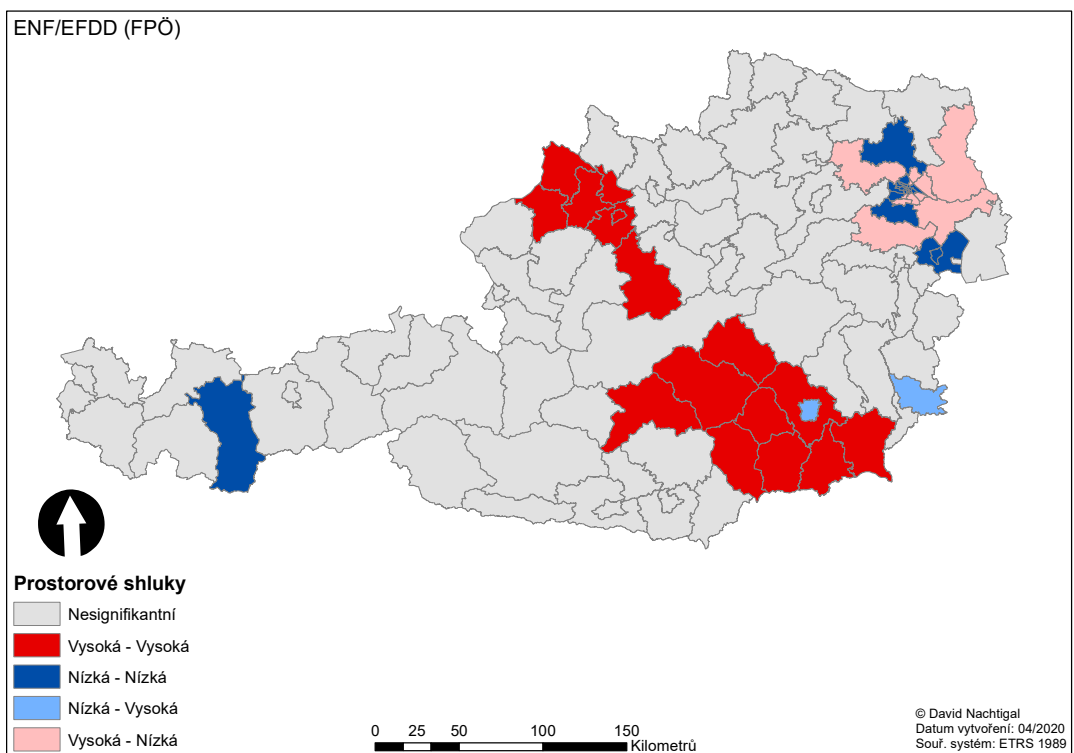 ENF/EFDD (FPÖ)
Prostorové shluky
Nesignifikantní
Vysoká - Vysoká
Nízká - Nízká
Nízká - Vysoká
Vysoká - Nízká
0 25 50 100 150
Kilometrů
© David Nachtigal
Datum vytvoření: 04/2020
Souř. systém: ETRS 1989